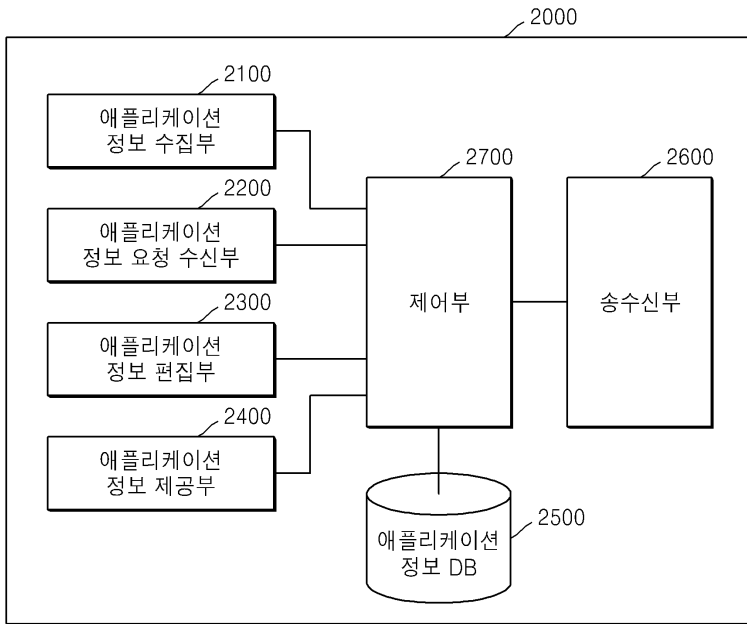 2000
2100
애플리케이션
정보 수집부
2200
애플리케이션
정보 요청 수신부
2300
애플리케이션
정보 편집부
2400
애플리케이션
정보 제공부
2700
제어부
2600
송수신부
2500
애플리케이션
정보 DB